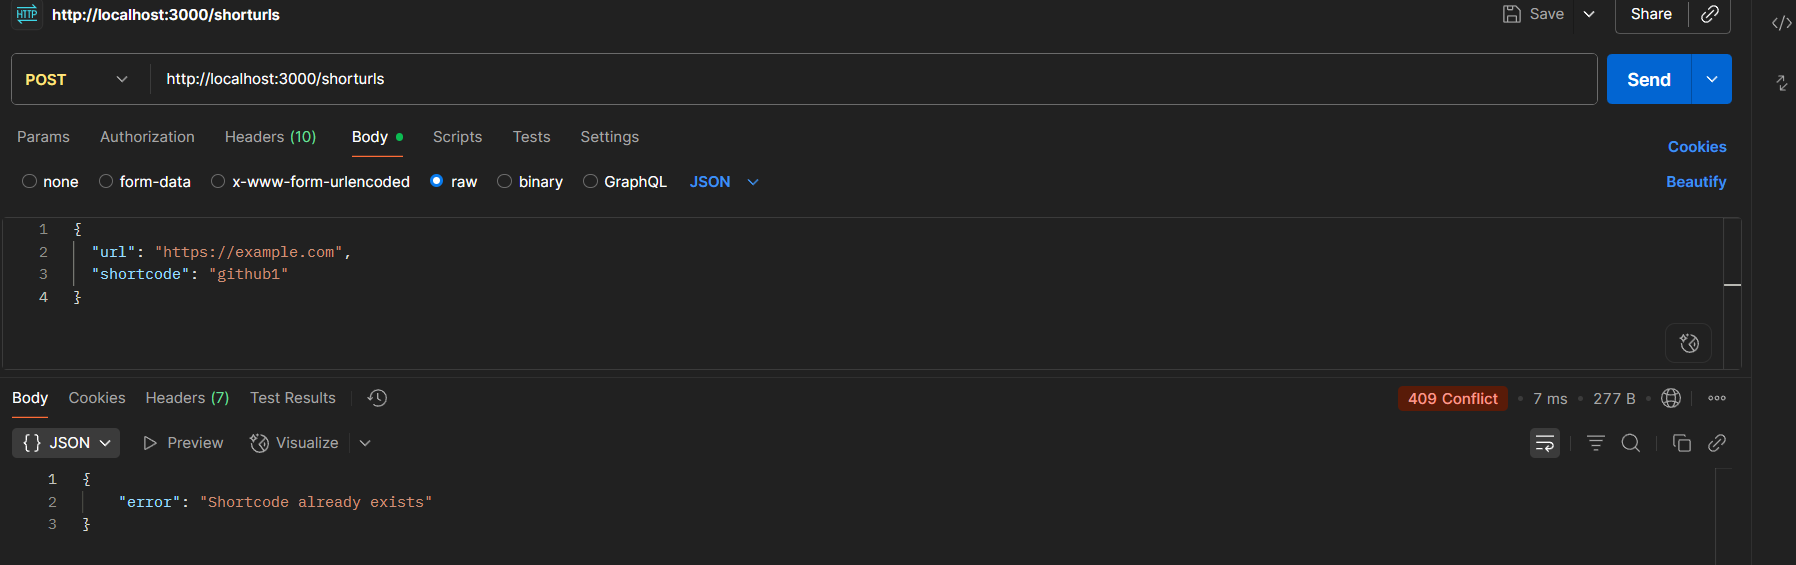 HTTP http://localhost:3000/shorturls Save Share
POST http://localhost:3000/shorturls Send
Params Authorization Headers (10) Body Scripts Tests Settings Cookies
none form-data x-www-form-urlencoded raw binary GraphQL JSON Beautify
1 {
2 "url": "https://example.com",
3 "shortcode": "github1"
4 }
Body Cookies Headers (7) Test Results 409 Conflict • 7 ms • 277 B •
{} JSON Preview Visualize
1 {
2 "error": "Shortcode already exists"
3 }